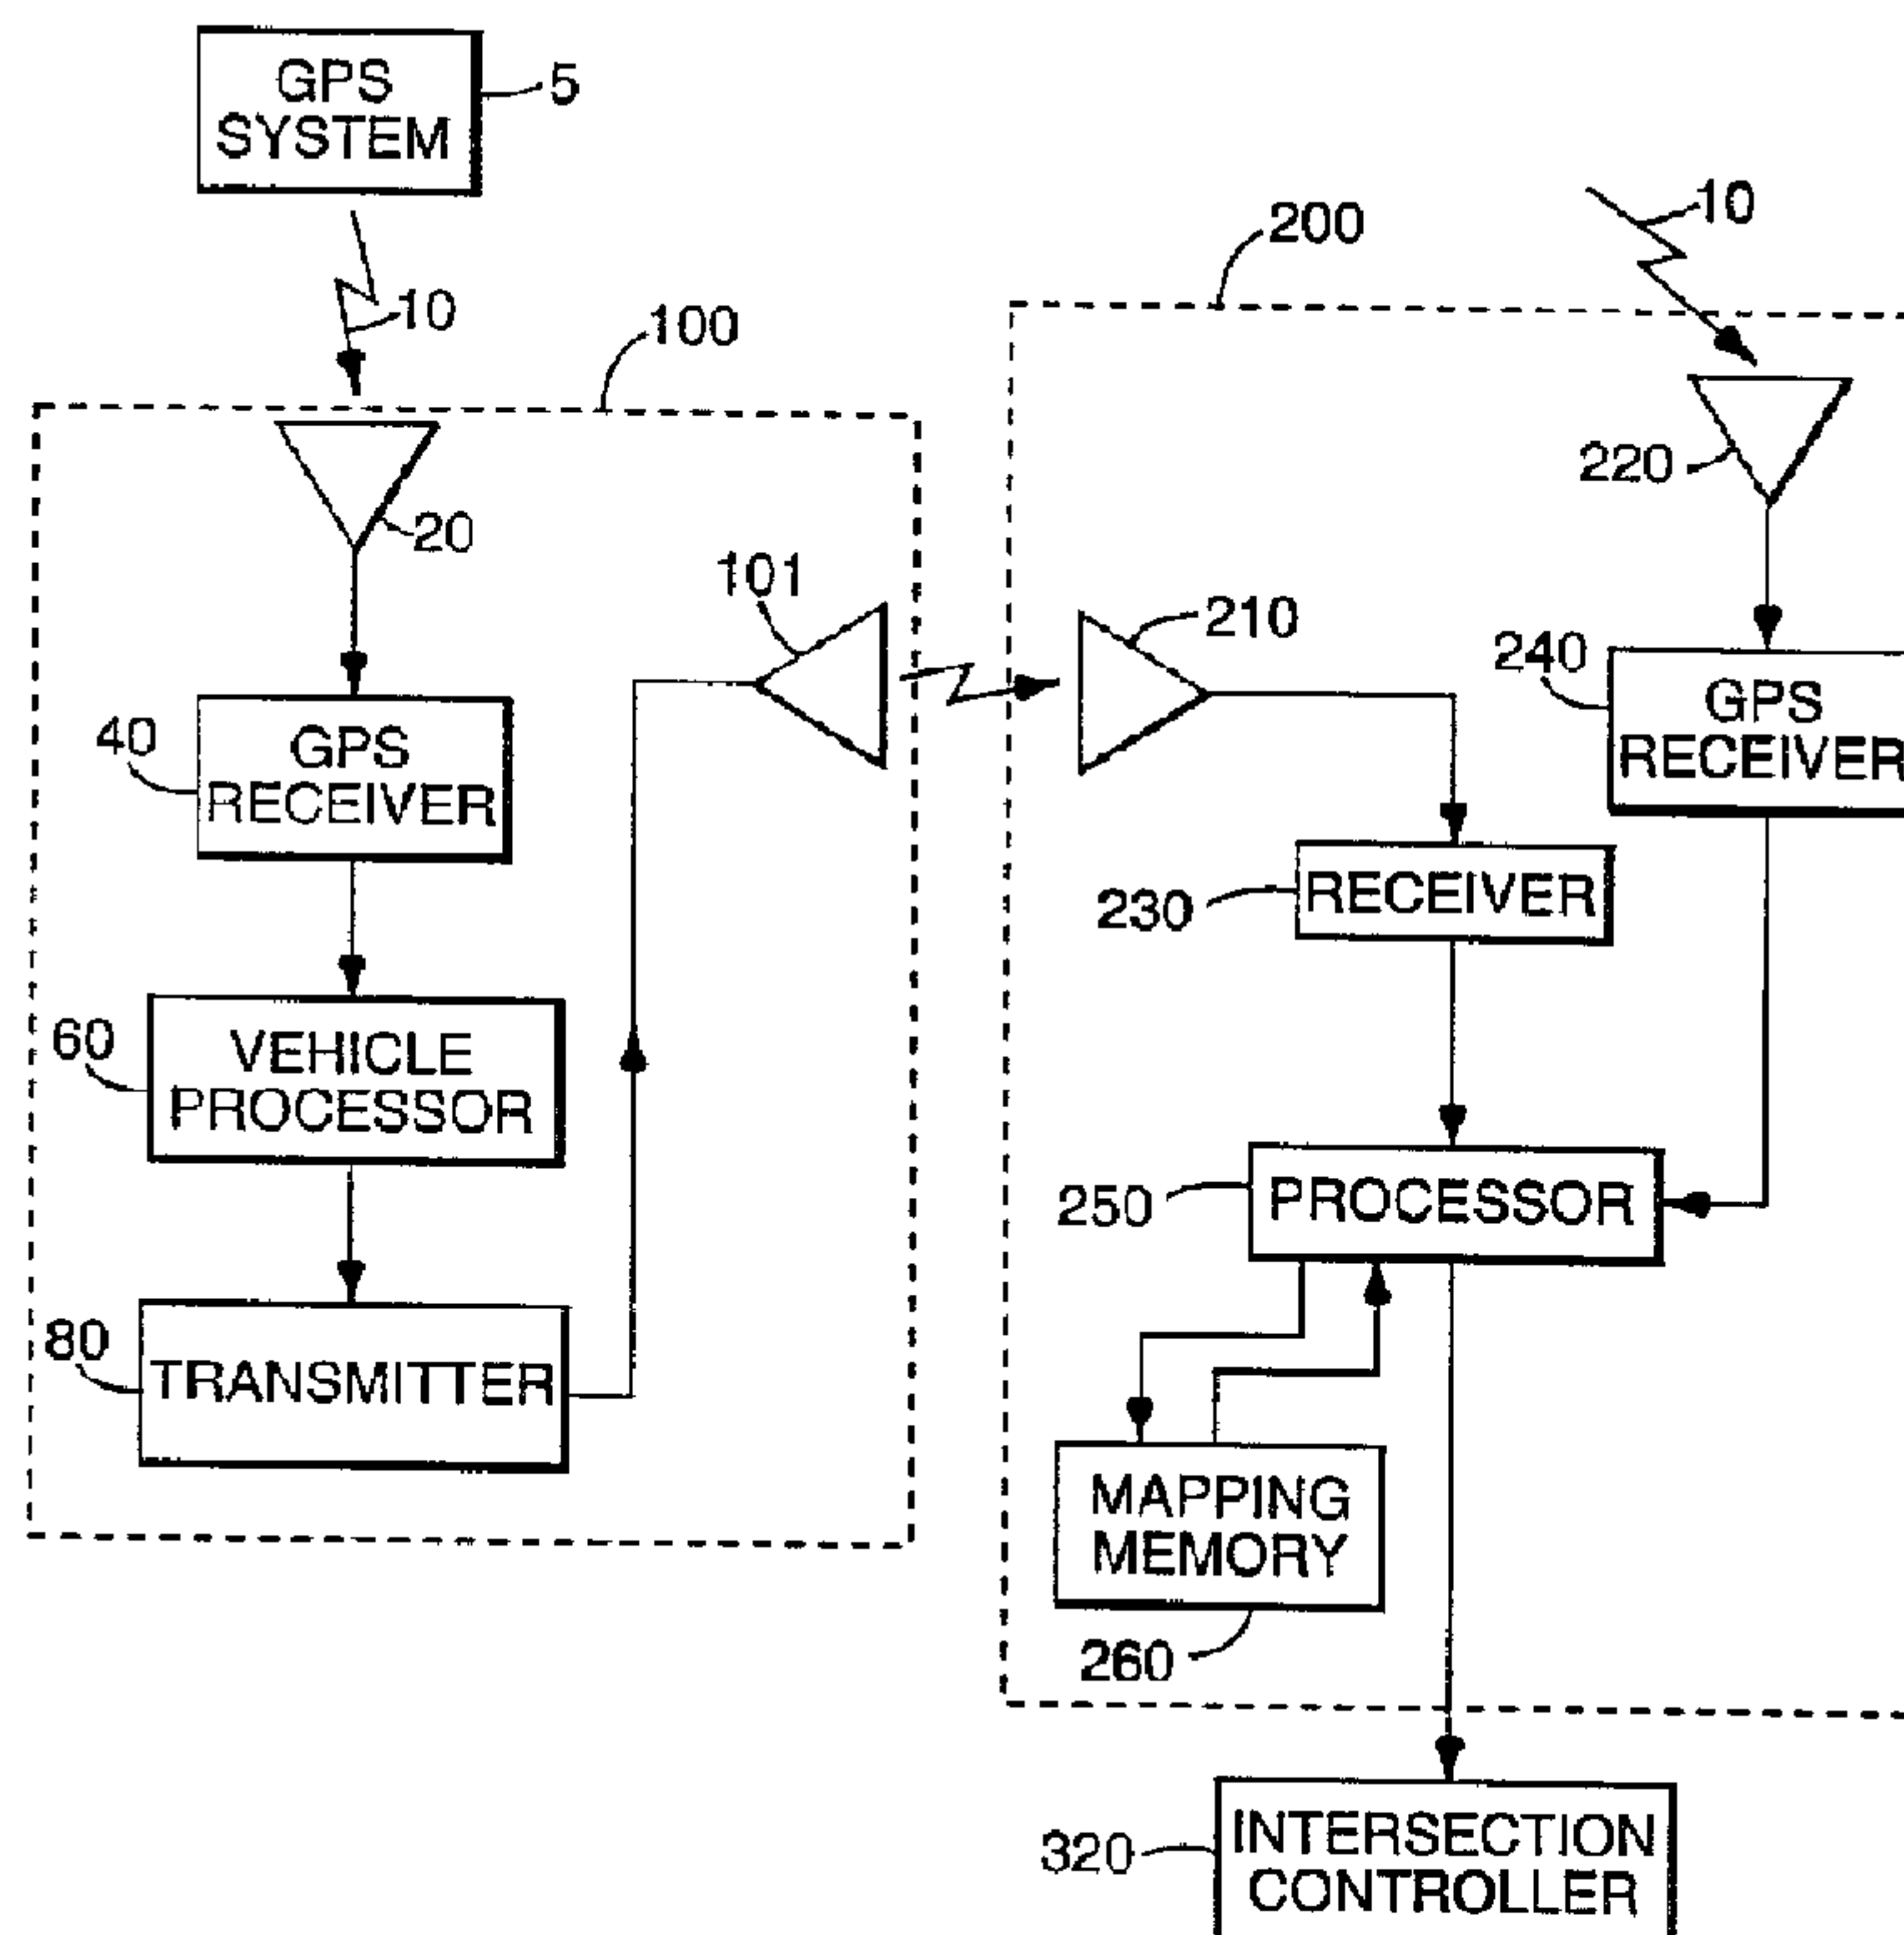 GPS
SYSTEM
5
10
100
20
101
40
GPS
RECEIVER
60
VEHICLE
PROCESSOR
80
TRANSMITTER
200
10
220
210
240
GPS
RECEIVER
230
RECEIVER
250
PROCESSOR
MAPPING
MEMORY
260
320
INTERSECTION
CONTROLLER